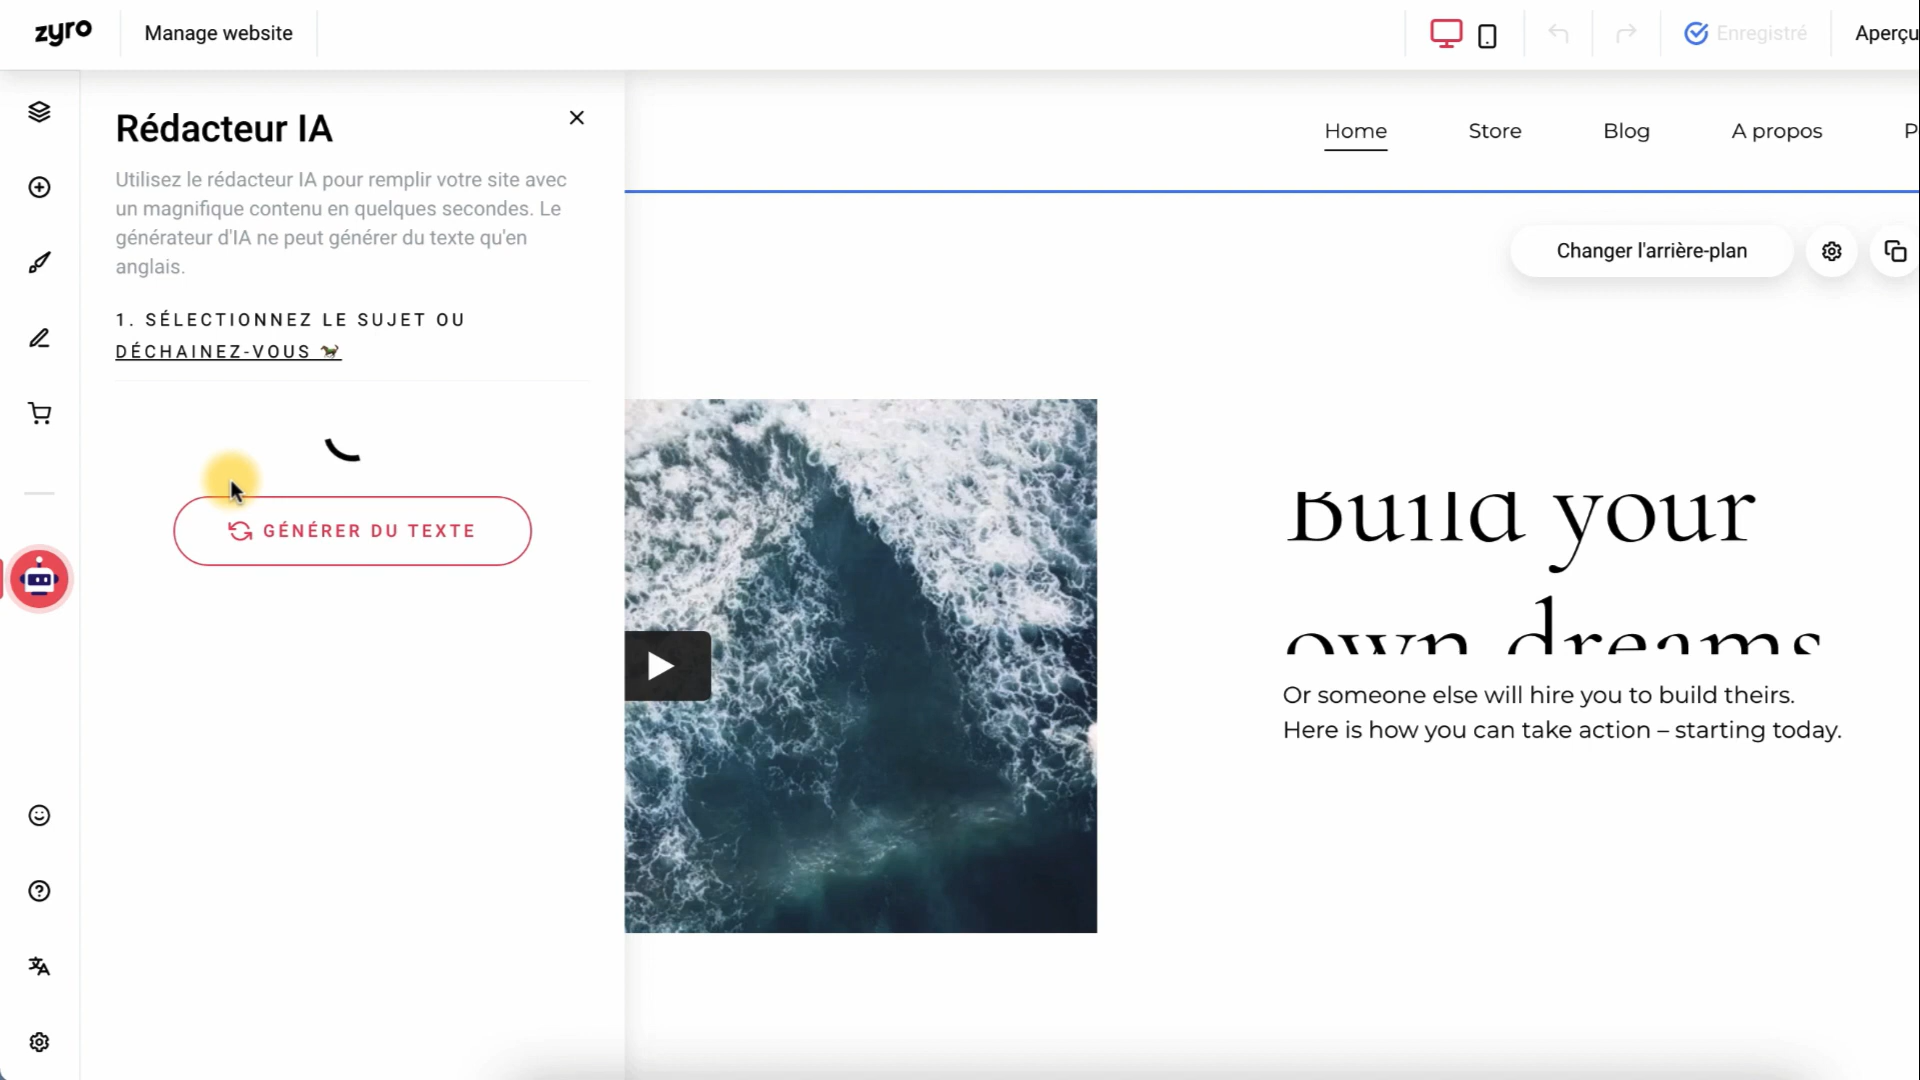 zyro
Manage website
Enregistré
Aperçu
Rédacteur IA
Utilisez le rédacteur IA pour remplir votre site avec
un magnifique contenu en quelques secondes. Le
générateur d'IA ne peut générer du texte qu'en
anglais.
1. SÉLECTIONNEZ LE SUJET OU
DÉCHAINEZ-VOUS 🐎
GÉNÉRER DU TEXTE
Home
Store
Blog
A propos
P
Changer l'arrière-plan
Build your
own dreams
Or someone else will hire you to build theirs.
Here is how you can take action – starting today.